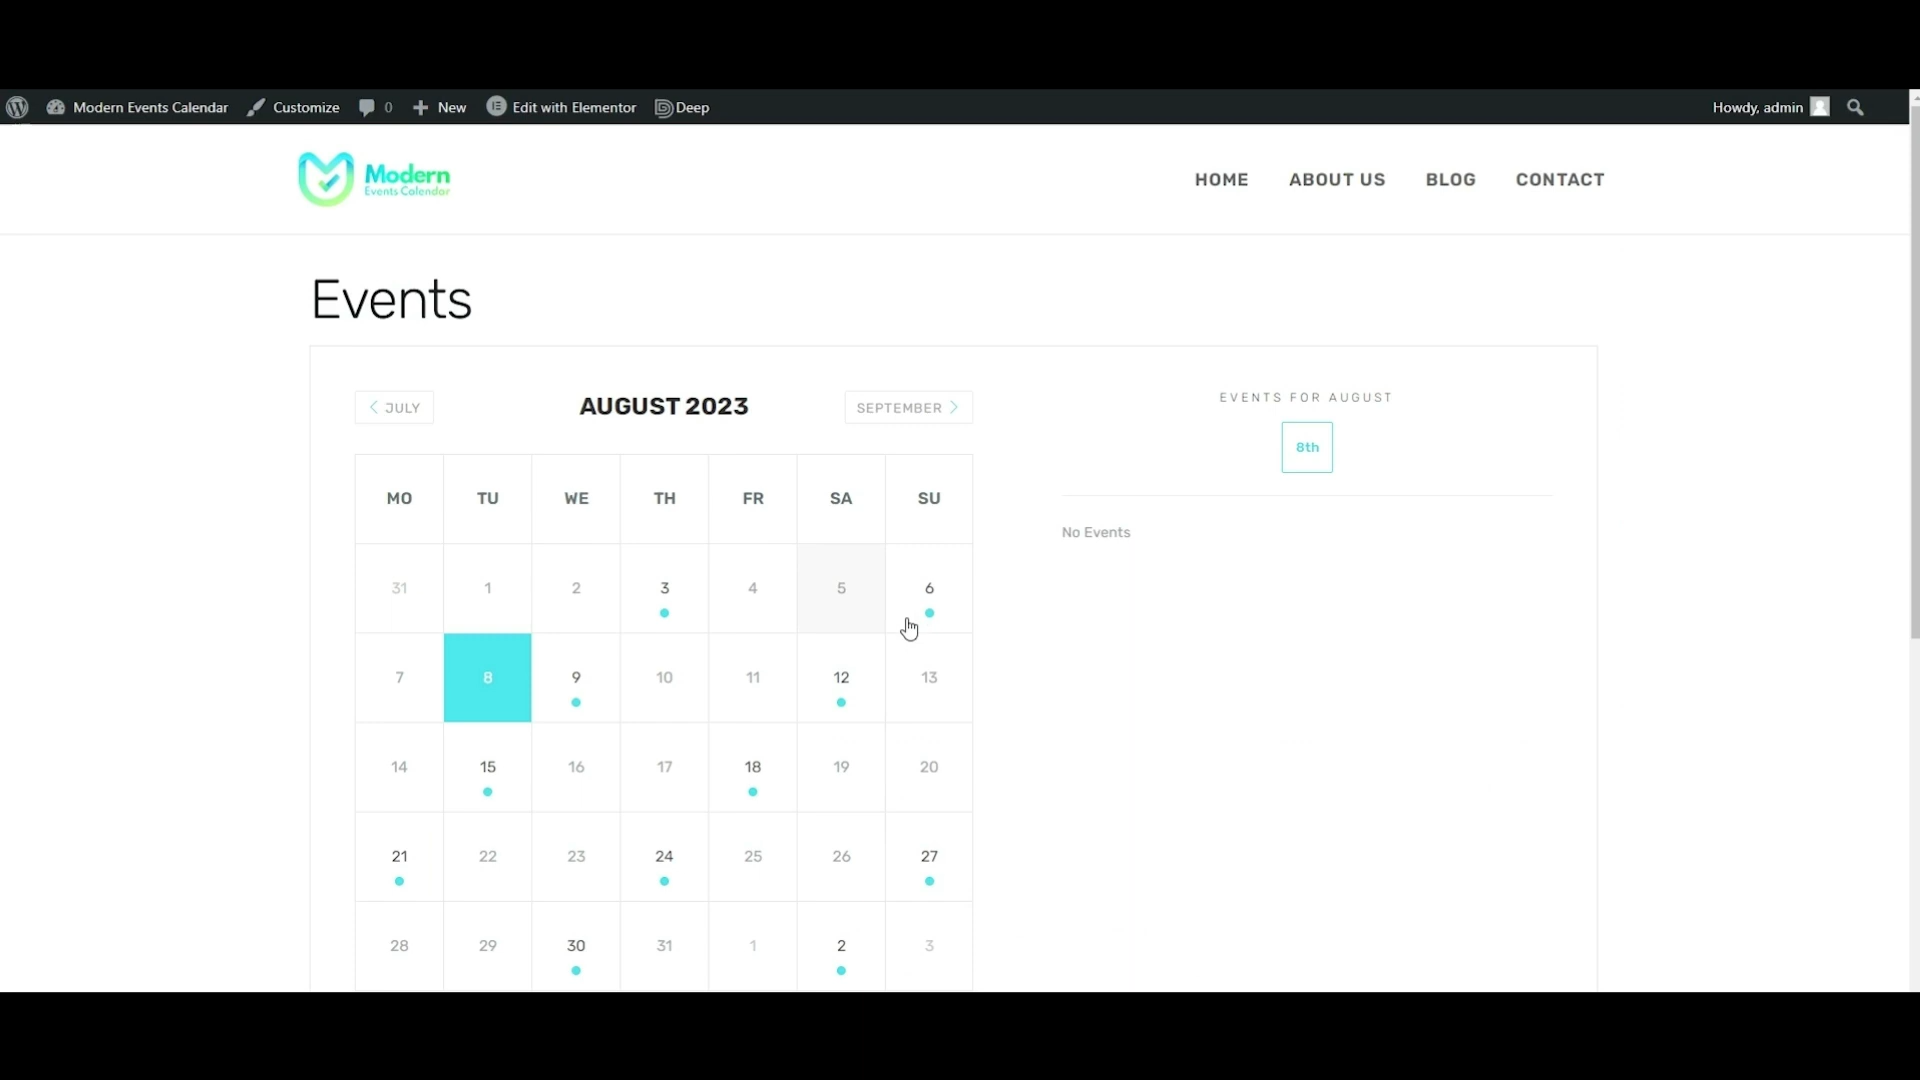 Modern Events Calendar Customize 0 New Edit with Elementor Deep Howdy, admin
Modern
Events Calendar
HOME ABOUT US BLOG CONTACT
Events
JULY AUGUST 2023 SEPTEMBER
MO TU WE TH FR SA SU
31 1 2 3 4 5 6
7 8 9 10 11 12 13
14 15 16 17 18 19 20
21 22 23 24 25 26 27
28 29 30 31 1 2 3
EVENTS FOR AUGUST
8th
No Events